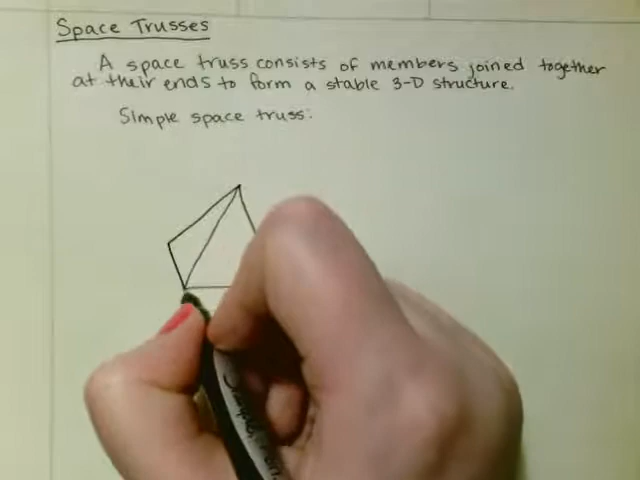 Space Trusses
A space truss consists of members joined together
at their ends to form a stable 3-D structure.
Simple space truss: